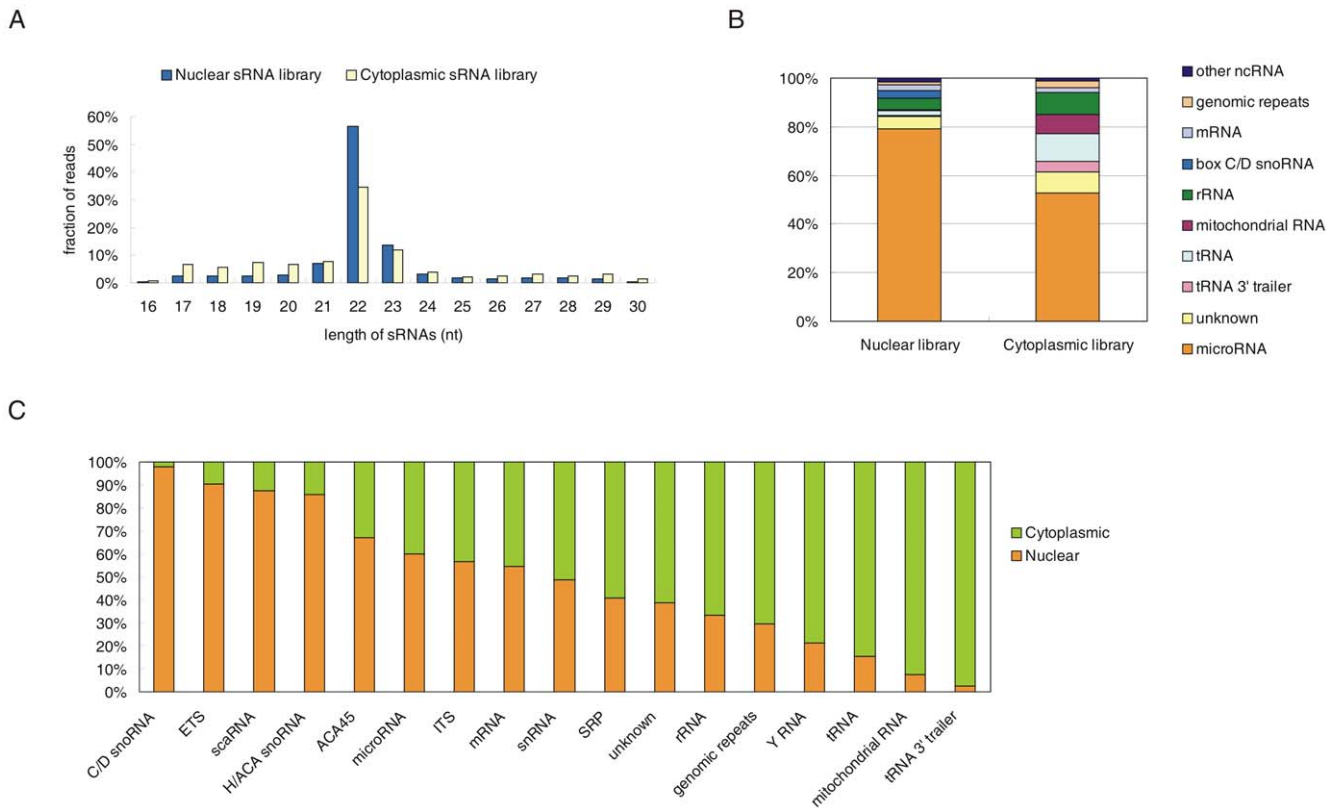 A
B
Nuclear sRNA library
Cytoplasmic sRNA library
fraction of reads
60%
50%
40%
30%
20%
10%
0%
16 17 18 19 20 21 22 23 24 25 26 27 28 29 30
length of sRNAs (nt)
100%
80%
60%
40%
20%
0%
Nuclear library
Cytoplasmic library
other ncRNA
genomic repeats
mRNA
box C/D snoRNA
rRNA
mitochondrial RNA
tRNA
tRNA 3' trailer
unknown
microRNA
C
100%
90%
80%
70%
60%
50%
40%
30%
20%
10%
0%
C/D snoRNA
ETS
scaRNA
H/ACA snoRNA
ACA45
microRNA
ITS
mRNA
snRNA
SRP
unknown
rRNA
genomic repeats
Y RNA
tRNA
mitochondrial RNA
tRNA 3' trailer
Cytoplasmic
Nuclear